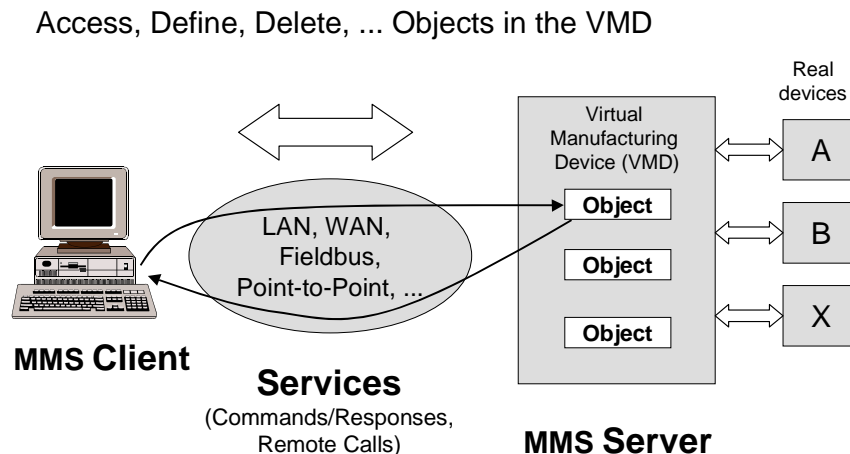 Access, Define, Delete, ... Objects in the VMD
Real
devices
Virtual
Manufacturing
Device (VMD)
A
Object
LAN, WAN,
Fieldbus,
Point-to-Point, ...
B
Object
X
Object
MMS Client
Services
(Commands/Responses,
Remote Calls)
MMS Server